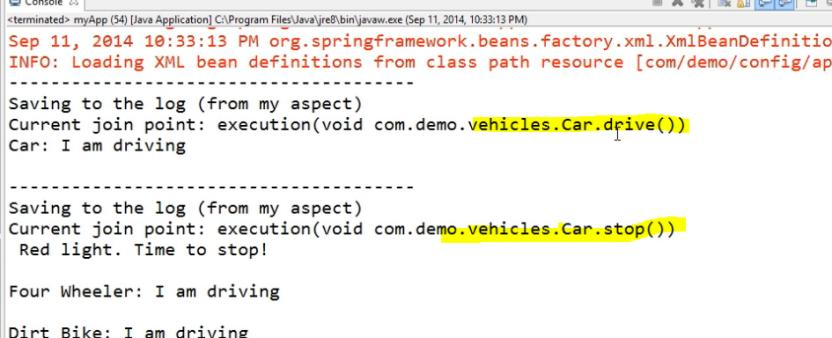 Console
<terminated> myApp (54) [Java Application] C:\Program Files\Java\jre8\bin\javaw.exe (Sep 11, 2014, 10:33:13 PM)
Sep 11, 2014 10:33:13 PM org.springframework.beans.factory.xml.XmlBeanDefinitio
INFO: Loading XML bean definitions from class path resource [com/demo/config/ap
---------------------------------------
Saving to the log (from my aspect)
Current join point: execution(void com.demo.vehicles.Car.drive())
Car: I am driving
---------------------------------------
Saving to the log (from my aspect)
Current join point: execution(void com.demo.vehicles.Car.stop())
Red light. Time to stop!
Four Wheeler: I am driving
Dirt Bike: I am driving